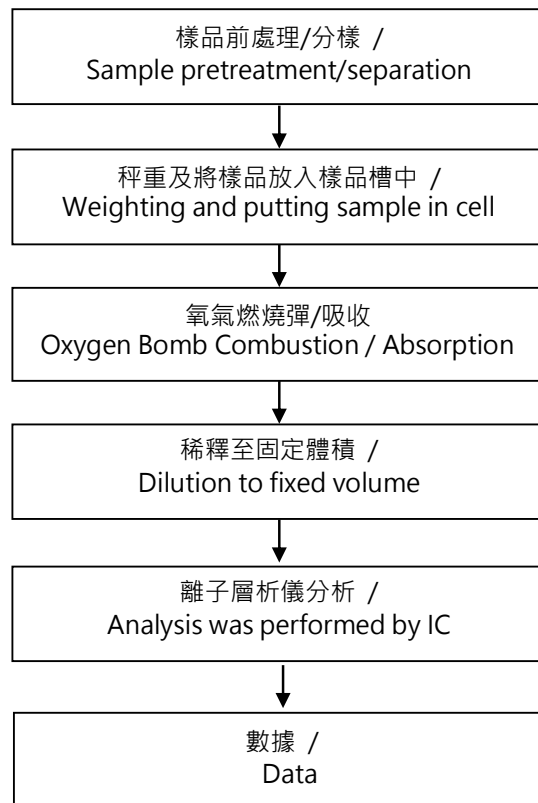 樣品前處理/分樣 /
Sample pretreatment/separation
秤重及將樣品放入樣品槽中 /
Weighting and putting sample in cell
氧氣燃燒彈/吸收
Oxygen Bomb Combustion / Absorption
稀釋至固定體積 /
Dilution to fixed volume
離子層析儀分析 /
Analysis was performed by IC
數據 /
Data